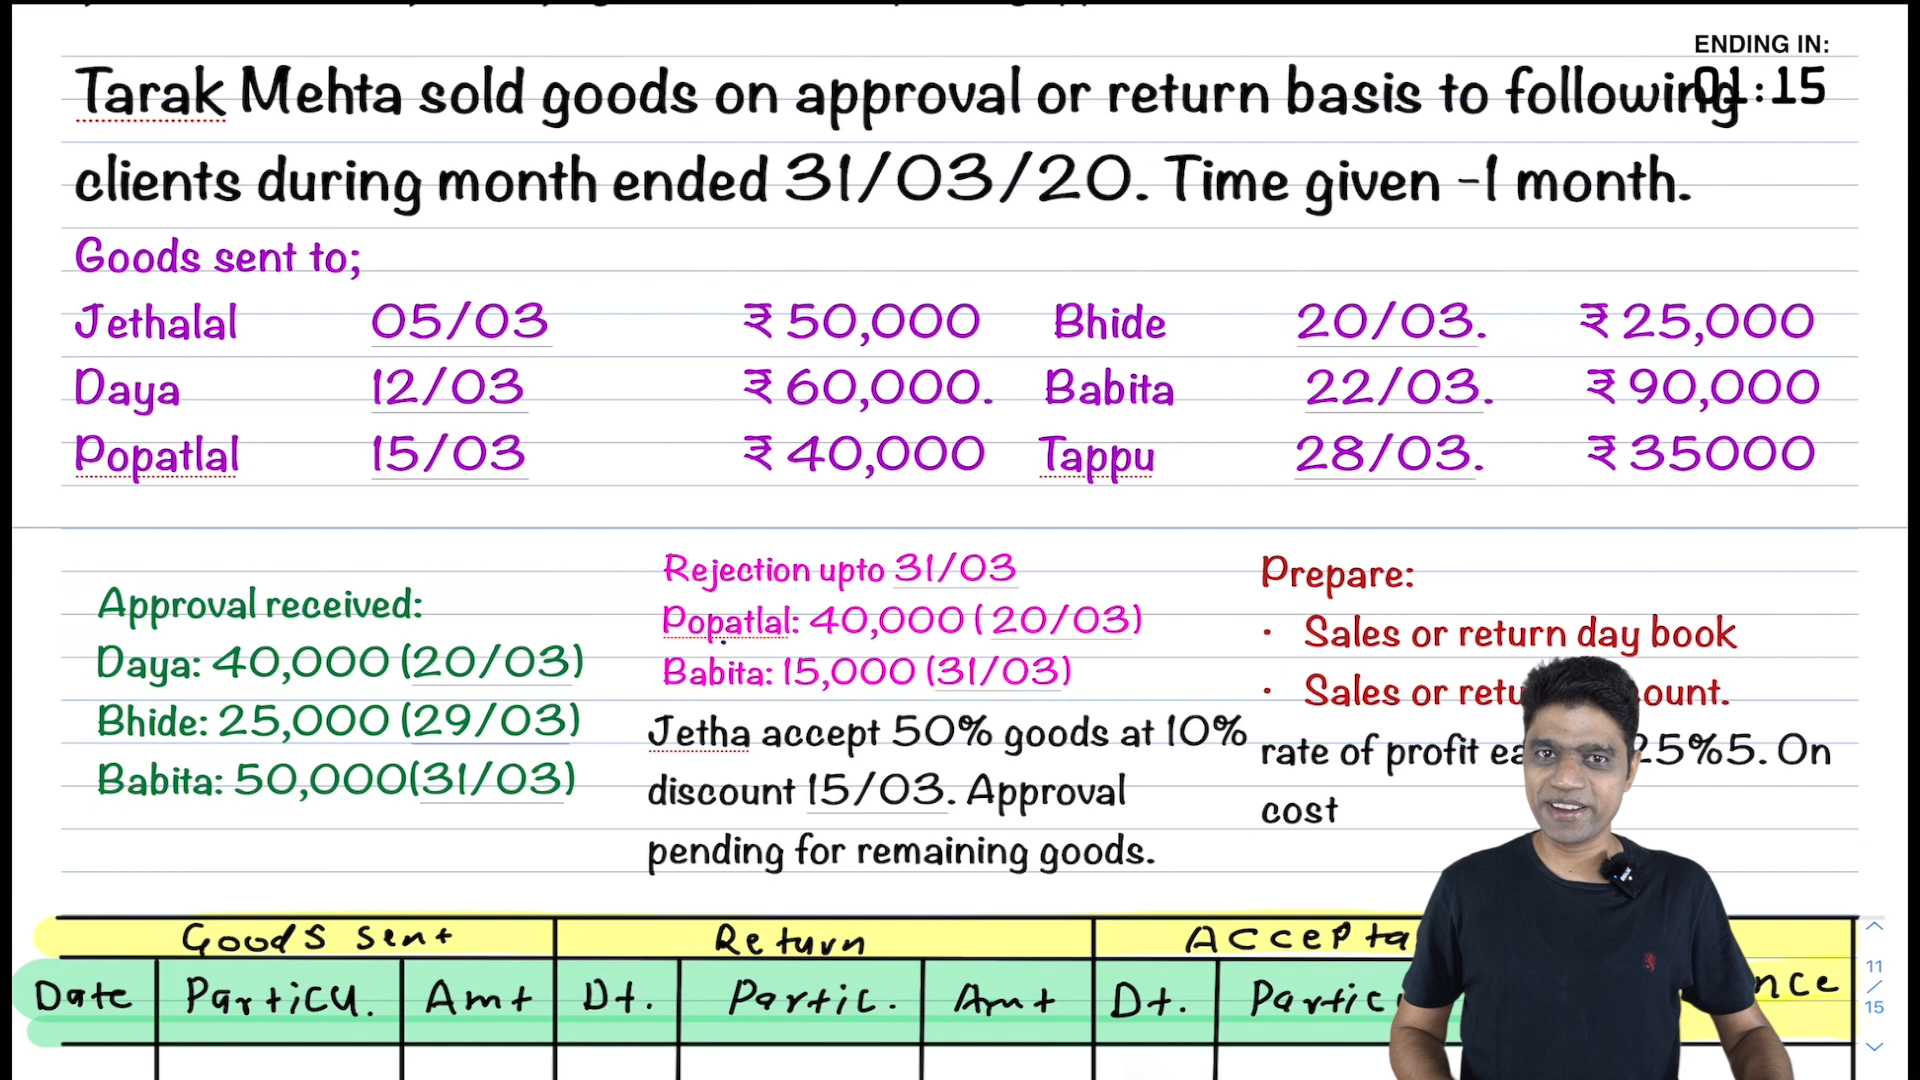 ENDING IN:
01:15
Tarak Mehta sold goods on approval or return basis to following
clients during month ended 31/03/20. Time given -1 month.
Goods sent to;
Jethalal 05/03 ₹ 50,000 Bhide 20/03. ₹ 25,000
Daya 12/03 ₹ 60,000. Babita 22/03. ₹ 90,000
Popatlal 15/03 ₹ 40,000 Tappu 28/03. ₹ 35000
Approval received:
Daya: 40,000 (20/03)
Bhide: 25,000 (29/03)
Babita: 50,000(31/03)
Rejection upto 31/03
Popatlal: 40,000 (20/03)
Babita: 15,000 (31/03)
Jetha accept 50% goods at 10%
discount 15/03. Approval
pending for remaining goods.
Prepare:
• Sales or return day book
• Sales or retu ount.
rate of profit ea 25%5. On
cost
Goods sent Return Accepta
Date Particu. Amt Dt. Partic. Amt Dt. Partic nce
11
/
15